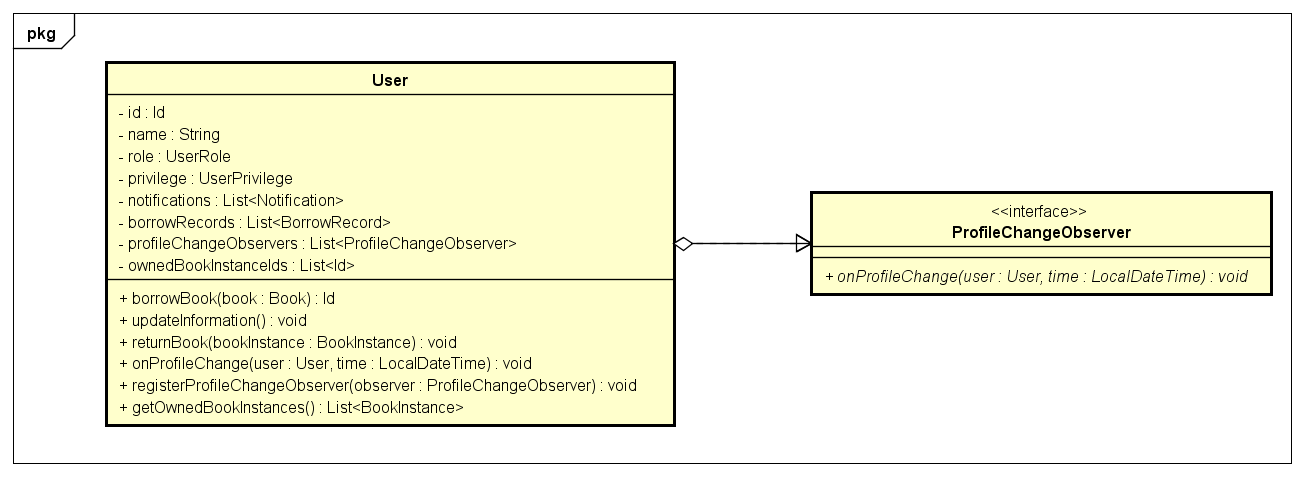 pkg
User
- id : Id
- name : String
- role : UserRole
- privilege : UserPrivilege
- notifications : List<Notification>
- borrowRecords : List<BorrowRecord>
- profileChangeObservers : List<ProfileChangeObserver>
- ownedBookInstanceIds : List<Id>
+ borrowBook(book : Book) : Id
+ updateInformation() : void
+ returnBook(bookInstance : BookInstance) : void
+ onProfileChange(user : User, time : LocalDateTime) : void
+ registerProfileChangeObserver(observer : ProfileChangeObserver) : void
+ getOwnedBookInstances() : List<BookInstance>
<<interface>>
ProfileChangeObserver
+ onProfileChange(user : User, time : LocalDateTime) : void